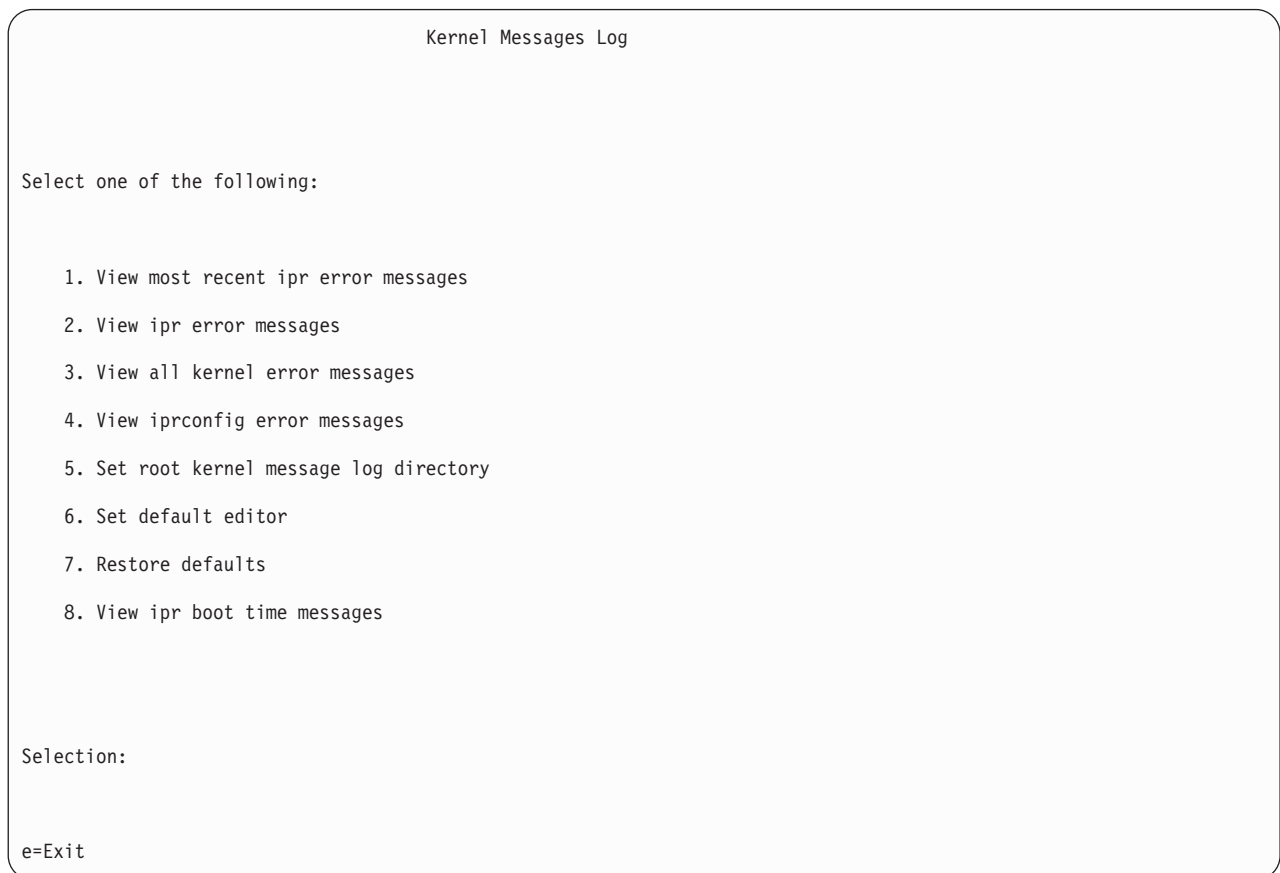 Kernel Messages Log
Select one of the following:
1. View most recent ipr error messages
2. View ipr error messages
3. View all kernel error messages
4. View iprconfig error messages
5. Set root kernel message log directory
6. Set default editor
7. Restore defaults
8. View ipr boot time messages
Selection:
e=Exit